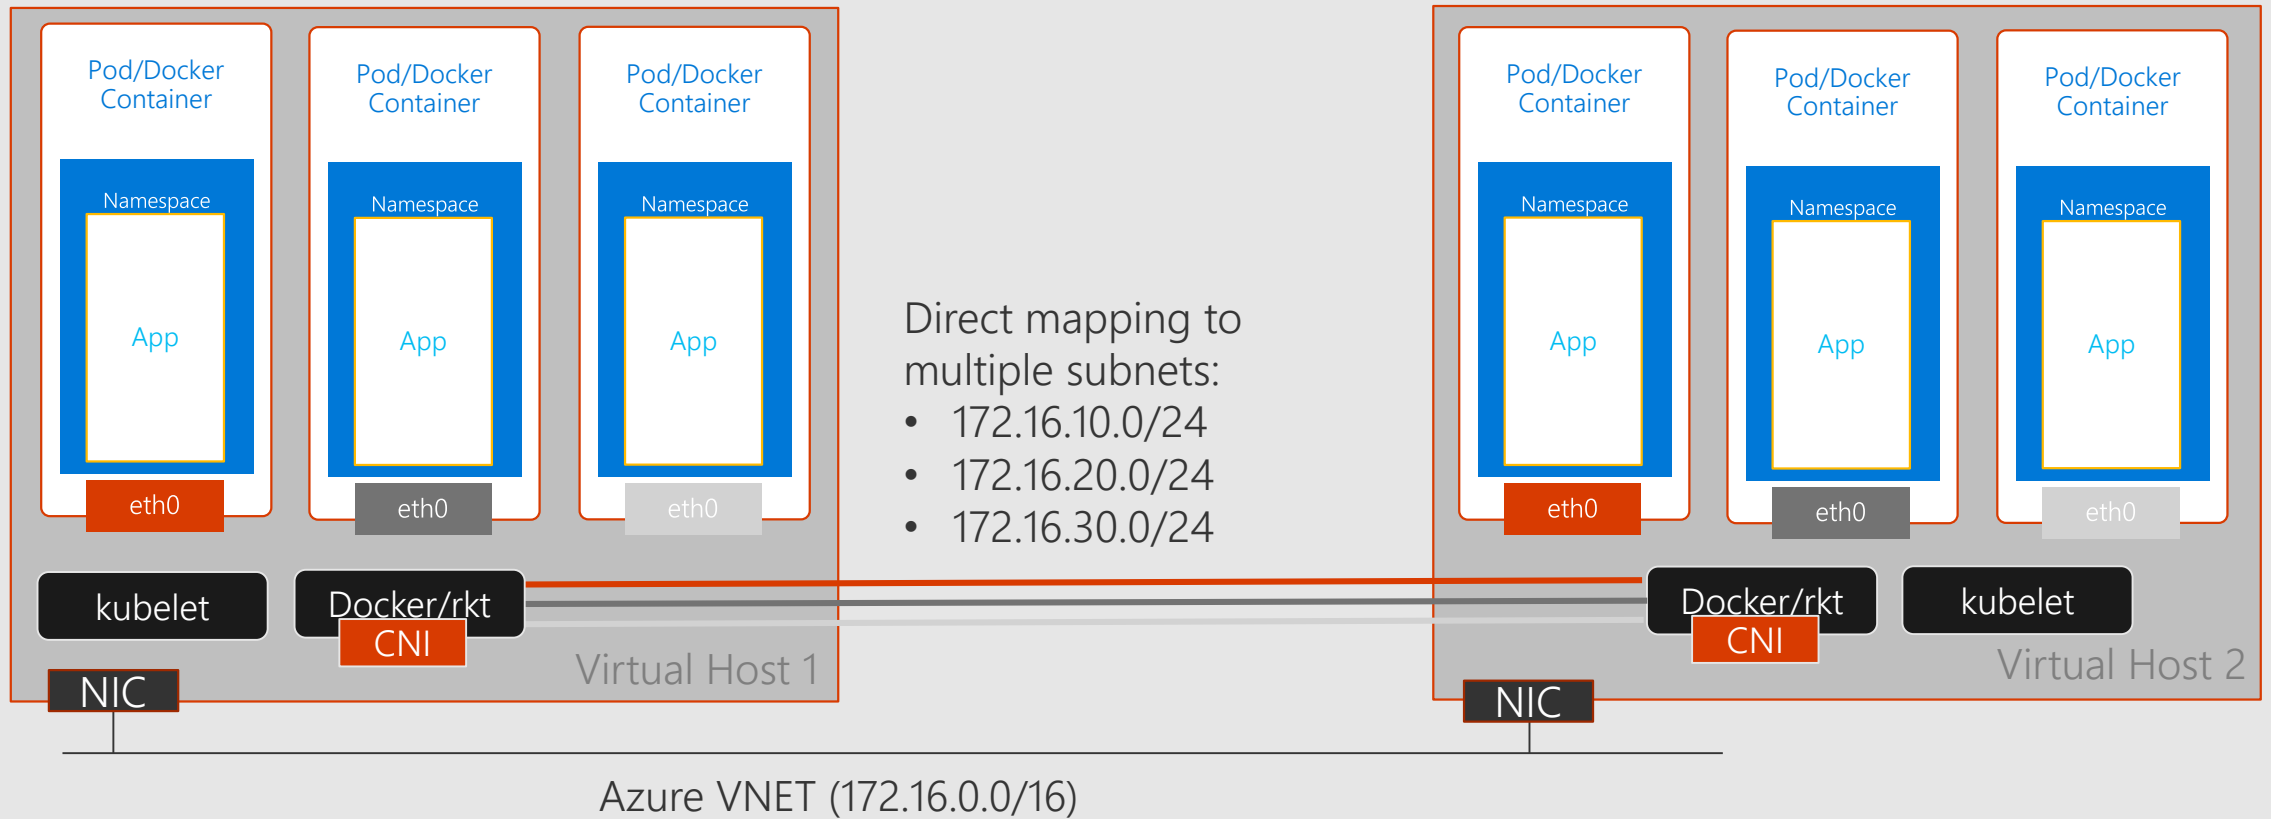 Pod/Docker
Container
Namespace
App
eth0
Pod/Docker
Container
Namespace
App
eth0
Pod/Docker
Container
Namespace
App
eth0
kubelet
Docker/rkt
CNI
Virtual Host 1
NIC
Direct mapping to
multiple subnets:
• 172.16.10.0/24
• 172.16.20.0/24
• 172.16.30.0/24
Pod/Docker
Container
Namespace
App
eth0
Pod/Docker
Container
Namespace
App
eth0
Pod/Docker
Container
Namespace
App
eth0
Docker/rkt
CNI
kubelet
Virtual Host 2
NIC
Azure VNET (172.16.0.0/16)